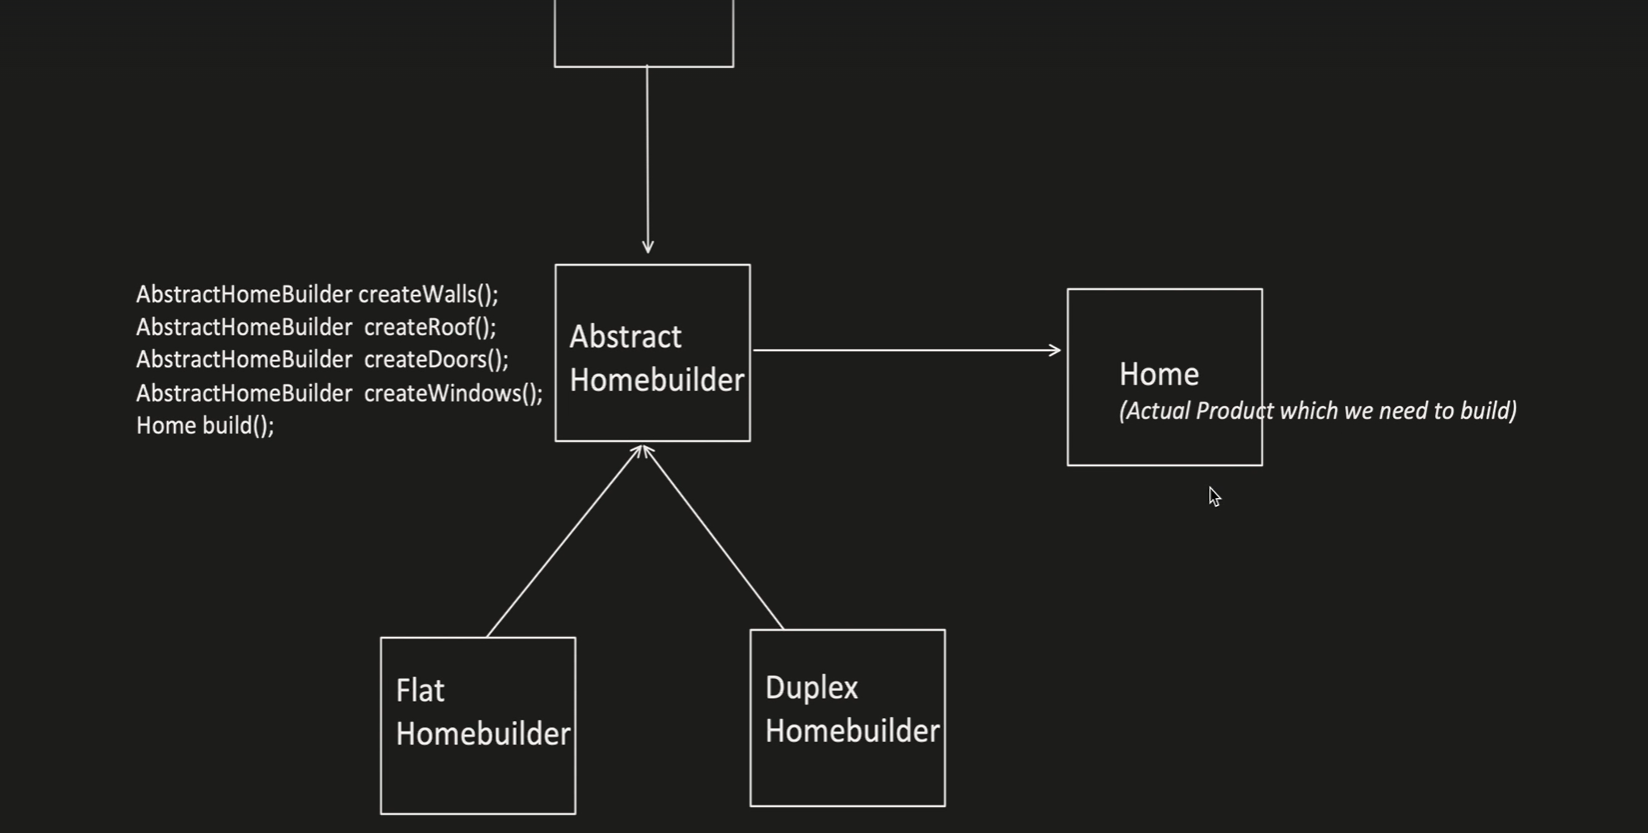 AbstractHomeBuilder createWalls();
AbstractHomeBuilder  createRoof();
AbstractHomeBuilder  createDoors();
AbstractHomeBuilder  createWindows();
Home build();
Abstract
Homebuilder
Home
(Actual Product which we need to build)
Flat
Homebuilder
Duplex
Homebuilder